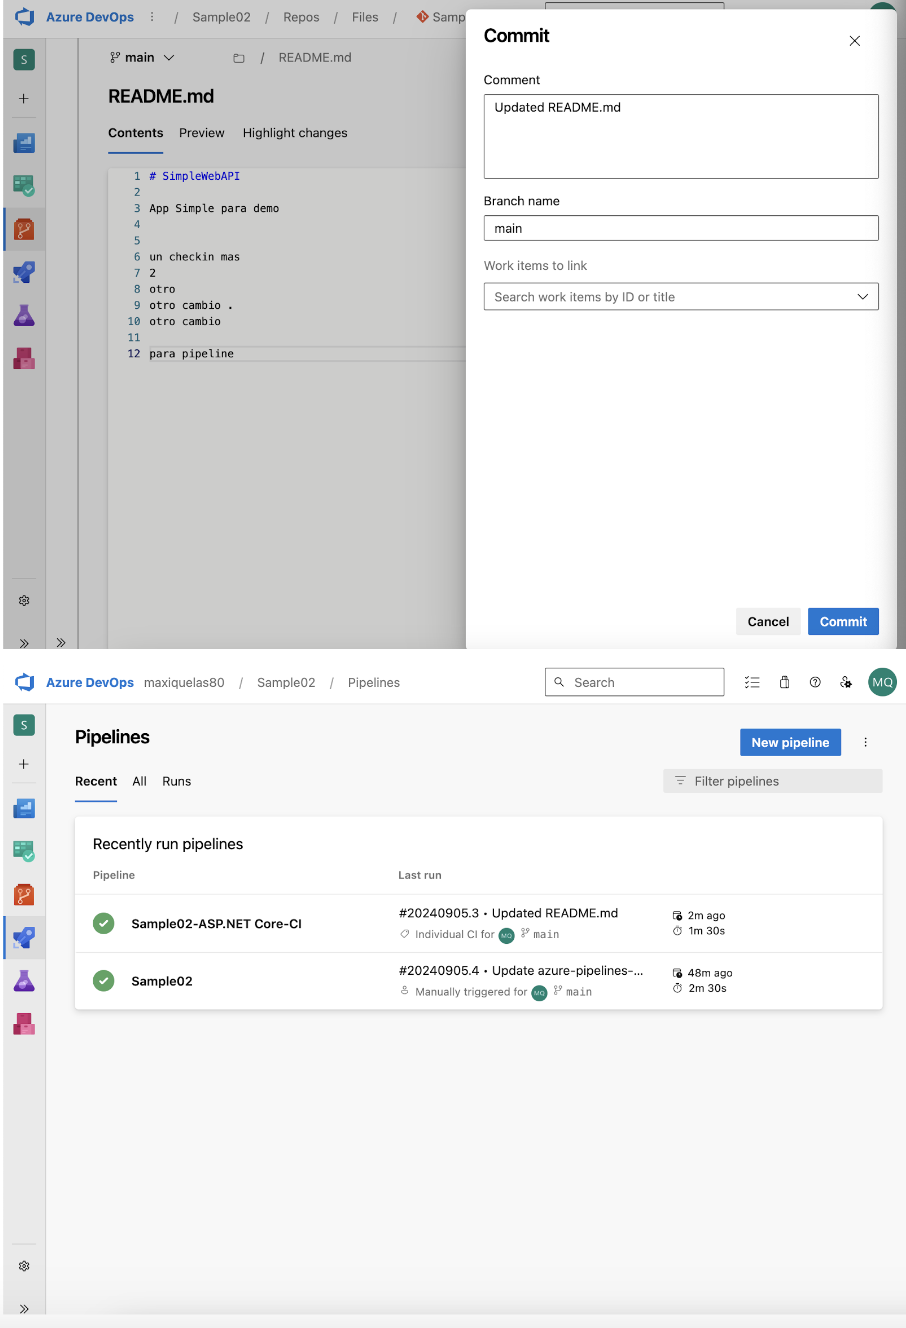 Azure DevOps / Sample02 / Repos / Files / Samp
S
main / README.md
README.md
Contents Preview Highlight changes
1 # SimpleWebAPI
2
3 App Simple para demo
4
5
6 un checkin mas
7 2
8 otro
9 otro cambio .
10 otro cambio
11
12 para pipeline
Commit
Comment
Updated README.md
Branch name
main
Work items to link
Search work items by ID or title
Cancel Commit
Azure DevOps maxiquelas80 / Sample02 / Pipelines
Search
MQ
S
Pipelines
New pipeline
Recent All Runs
Filter pipelines
Recently run pipelines
Pipeline Last run
Sample02-ASP.NET Core-CI
#20240905.3 • Updated README.md
Individual CI for MQ main
2m ago
1m 30s
Sample02
#20240905.4 • Update azure-pipelines-...
Manually triggered for MQ main
48m ago
2m 30s